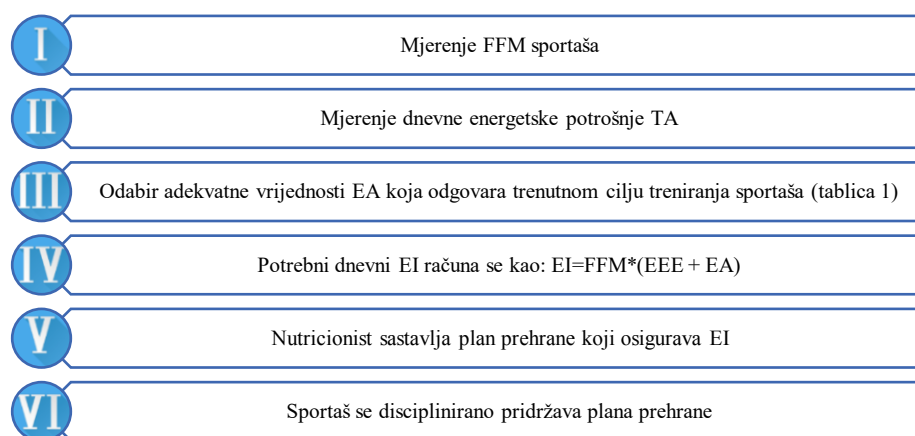 I
Mjerenje FFM sportaša
II
Mjerenje dnevne energetske potrošnje TA
III
Odabir adekvatne vrijednosti EA koja odgovara trenutnom cilju treniranja sportaša (tablica 1)
IV
Potrebni dnevni EI računa se kao: EI=FFM*(EEE + EA)
V
Nutricionist sastavlja plan prehrane koji osigurava EI
VI
Sportaš se disciplinirano pridržava plana prehrane